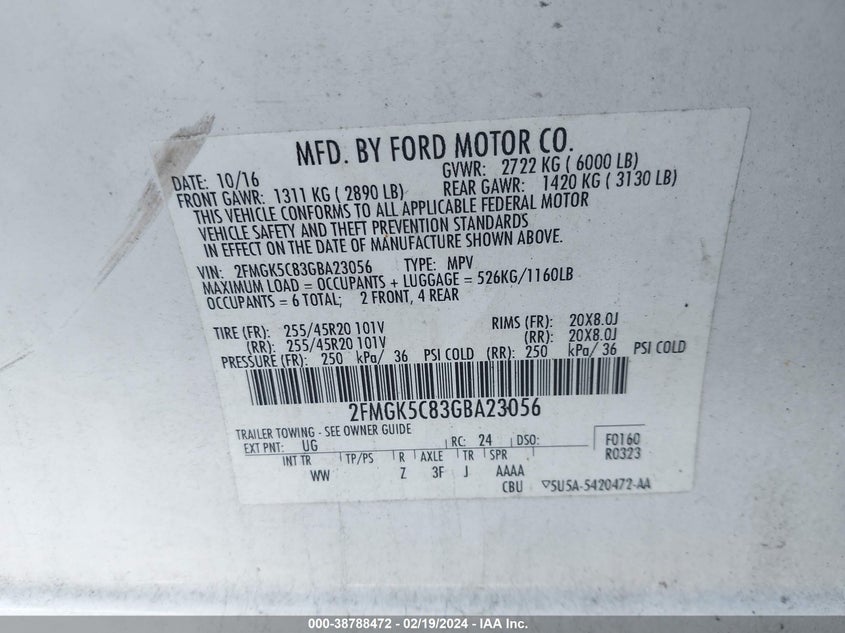 MFD. BY FORD MOTOR CO.
DATE: 10/16 GVWR: 2722 KG ( 6000 LB)
FRONT GAWR: 1311 KG ( 2890 LB) REAR GAWR: 1420 KG ( 3130 LB)
THIS VEHICLE CONFORMS TO ALL APPLICABLE FEDERAL MOTOR
VEHICLE SAFETY AND THEFT PREVENTION STANDARDS
IN EFFECT ON THE DATE OF MANUFACTURE SHOWN ABOVE.
VIN: 2FMGK5C83GBA23056 TYPE: MPV
MAXIMUM LOAD = OCCUPANTS + LUGGAGE = 526KG/1160LB
OCCUPANTS = 6 TOTAL; 2 FRONT, 4 REAR
TIRE (FR): 255/45R20 101V RIMS (FR): 20X8.0J
(RR): 255/45R20 101V (RR): 20X8.0J
PRESSURE (FR): 250 kPa/ 36 PSI COLD (RR): 250 kPa/ 36 PSI COLD
2FMGK5C83GBA23056
TRAILER TOWING - SEE OWNER GUIDE
EXT PNT: UG RC: 24 DSO: F0160
INT TR TP/PS R AXLE TR SPR R0323
WW Z 3F J AAAA
CBU ▽5U5A-5420472-AA
000-38788472 - 02/19/2024 - IAA Inc.